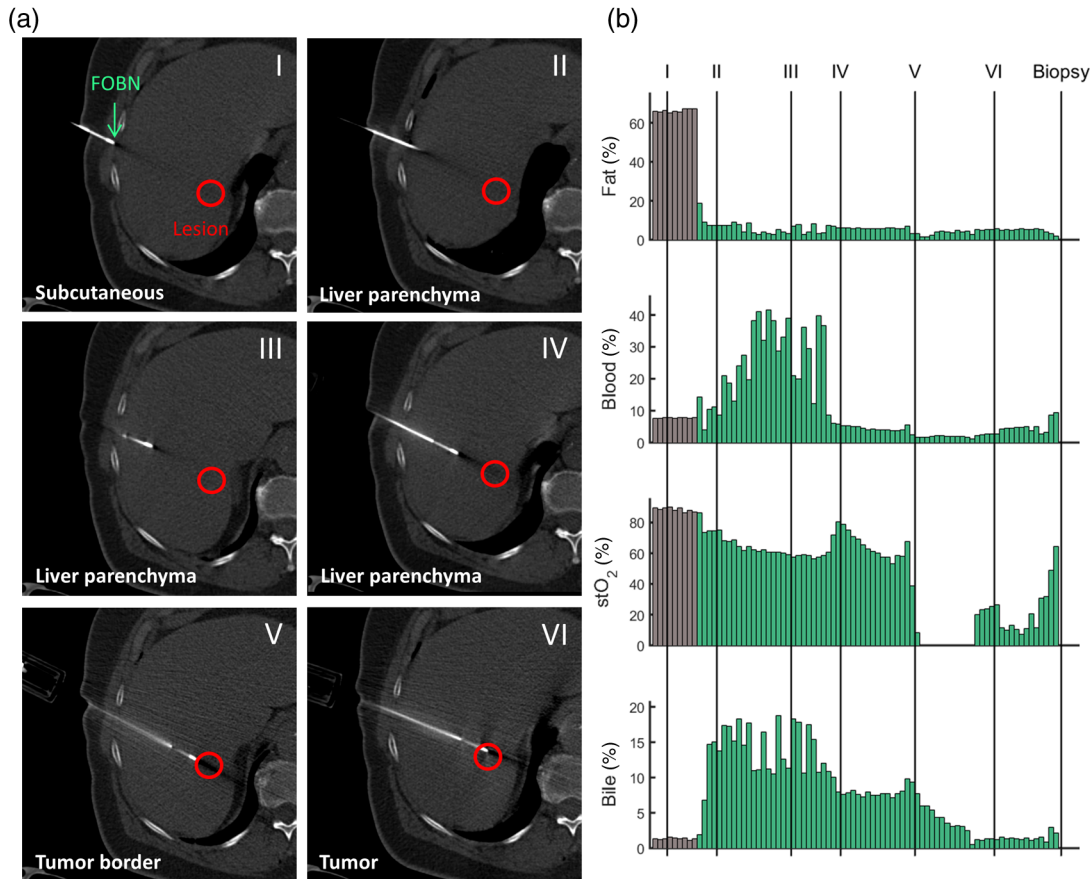 (a)
I
FOBN
Lesion
Subcutaneous
II
Liver parenchyma
III
Liver parenchyma
IV
Liver parenchyma
V
Tumor border
VI
Tumor
(b)
I II III IV V VI Biopsy
Fat (%)
60
40
20
0
Blood (%)
40
30
20
10
0
stO₂ (%)
80
60
40
20
0
Bile (%)
20
15
10
5
0